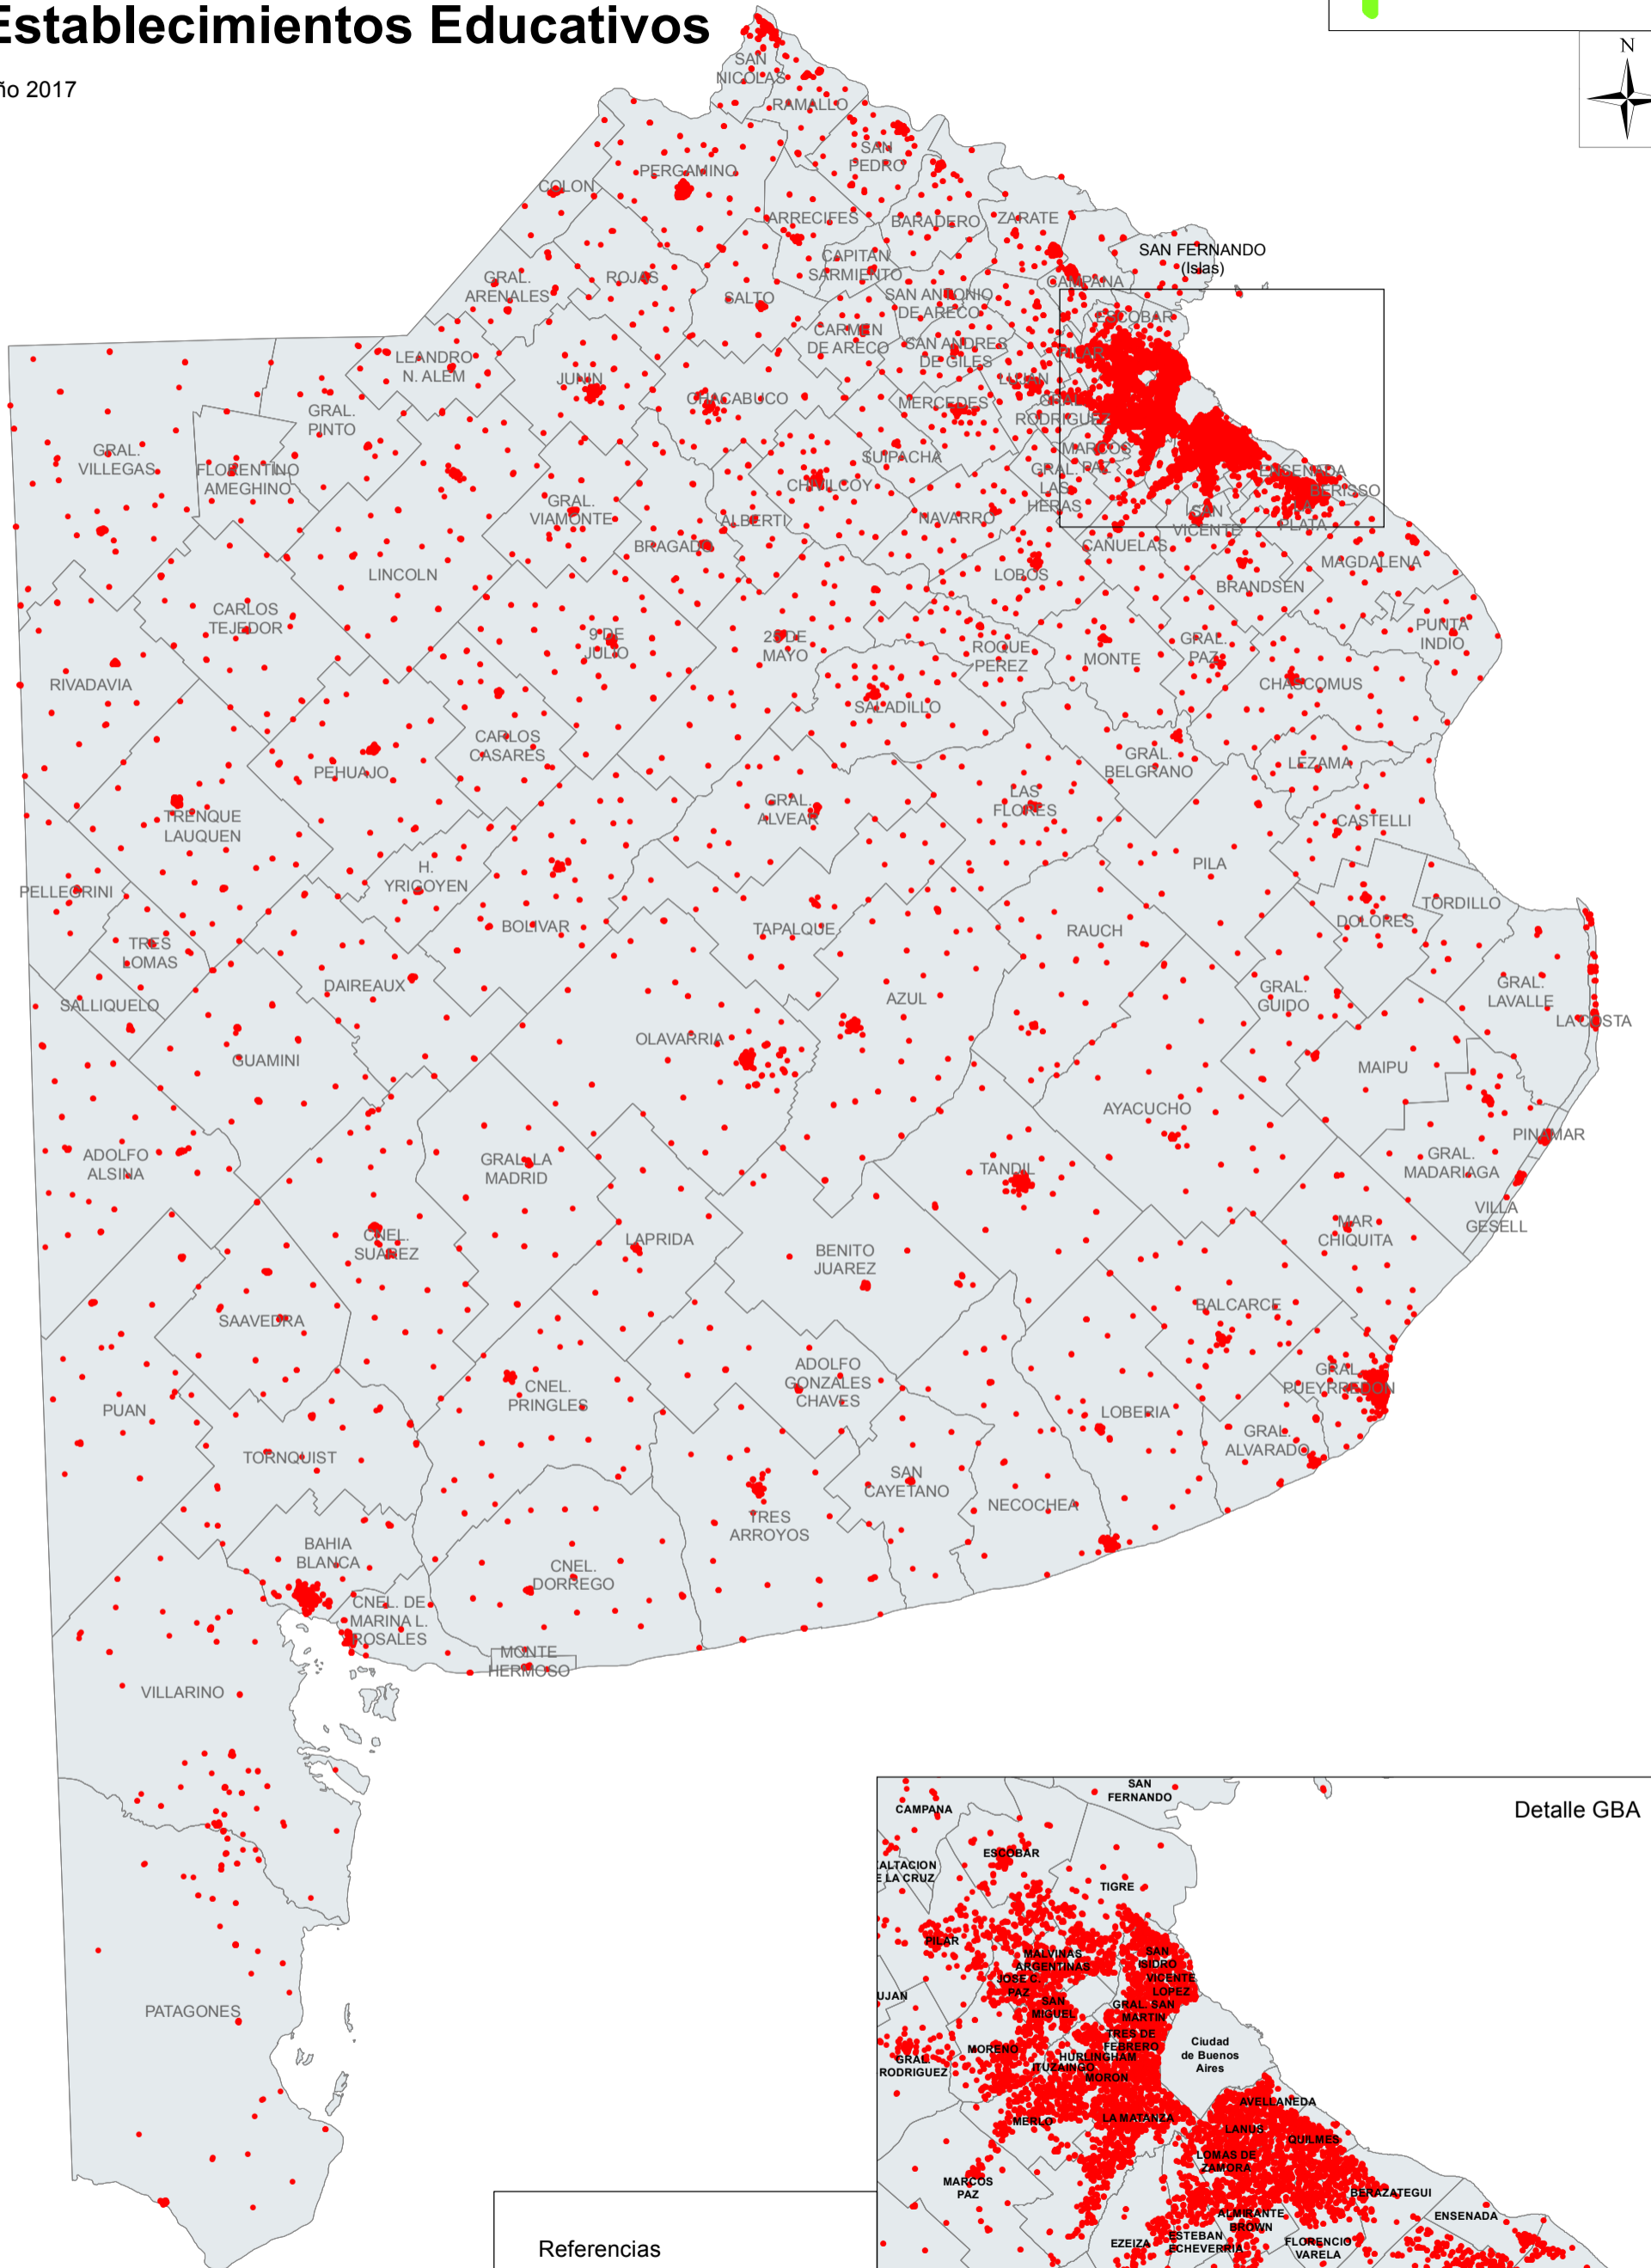 Establecimientos Educativos
ño 2017
N
SAN
NICOLAS
RAMALLO
SAN
PEDRO
PERGAMINO
COLON
ARRECIFES
BARADERO
ZARATE
SAN FERNANDO
(Islas)
CAPITAN
SARMIENTO
CAMPANA
GRAL.
ARENALES
ROJAS
SALTO
SAN ANTONIO
DE ARECO
ESCOBAR
CARMEN
DE ARECO
SAN ANDRES
DE GILES
PILAR
LEANDRO
N. ALEM
JUNIN
CHACABUCO
MERCEDES
LUJAN
GRAL.
RODRIGUEZ
GRAL.
PINTO
GRAL.
VILLEGAS
FLORENTINO
AMEGHINO
SUIPACHA
MARCOS
PAZ
GRAL.
LAS
HERAS
ENSENADA
BERISSO
LA
PLATA
CHIVILCOY
GRAL.
VIAMONTE
ALBERTI
NAVARRO
SAN
VICENTE
BRAGADO
CAÑUELAS
LINCOLN
LOBOS
BRANDSEN
MAGDALENA
CARLOS
TEJEDOR
9 DE
JULIO
25 DE
MAYO
ROQUE
PEREZ
MONTE
GRAL.
PAZ
PUNTA
INDIO
RIVADAVIA
CHASCOMUS
SALADILLO
CARLOS
CASARES
PEHUAJO
GRAL.
BELGRANO
LEZAMA
TRENQUE
LAUQUEN
GRAL.
ALVEAR
LAS
FLORES
CASTELLI
PILA
H.
YRIGOYEN
PELLEGRINI
TORDILLO
BOLIVAR
TAPALQUE
RAUCH
DOLORES
TRES
LOMAS
DAIREAUX
SALLIQUELO
AZUL
GRAL.
GUIDO
GRAL.
LAVALLE
LA COSTA
OLAVARRIA
GUAMINI
MAIPU
AYACUCHO
PINAMAR
ADOLFO
ALSINA
GRAL. LA
MADRID
TANDIL
GRAL.
MADARIAGA
VILLA
GESELL
MAR
CHIQUITA
CNEL.
SUAREZ
LAPRIDA
BENITO
JUAREZ
SAAVEDRA
BALCARCE
ADOLFO
GONZALES
CHAVES
GRAL.
PUEYRREDON
CNEL.
PRINGLES
PUAN
LOBERIA
GRAL.
ALVARADO
TORNQUIST
SAN
CAYETANO
NECOCHEA
TRES
ARROYOS
BAHIA
BLANCA
CNEL.
DORREGO
CNEL. DE
MARINA L.
ROSALES
MONTE
HERMOSO
VILLARINO
PATAGONES
Referencias
Detalle GBA
SAN
FERNANDO
CAMPANA
ESCOBAR
ALTACION
E LA CRUZ
TIGRE
PILAR
MALVINAS
ARGENTINAS
SAN
ISIDRO
JOSE C.
PAZ
VICENTE
LOPEZ
UJAN
SAN
MIGUEL
GRAL. SAN
MARTIN
TRES DE
FEBRERO
Ciudad
de Buenos
Aires
MORENO
HURLINGHAM
ITUZAINGO
MORON
GRAL.
RODRIGUEZ
AVELLANEDA
MERLO
LA MATANZA
LANUS
QUILMES
LOMAS DE
ZAMORA
MARCOS
PAZ
BERAZATEGUI
ALMIRANTE
BROWN
ENSENADA
EZEIZA
ESTEBAN
ECHEVERRIA
FLORENCIO
VARELA